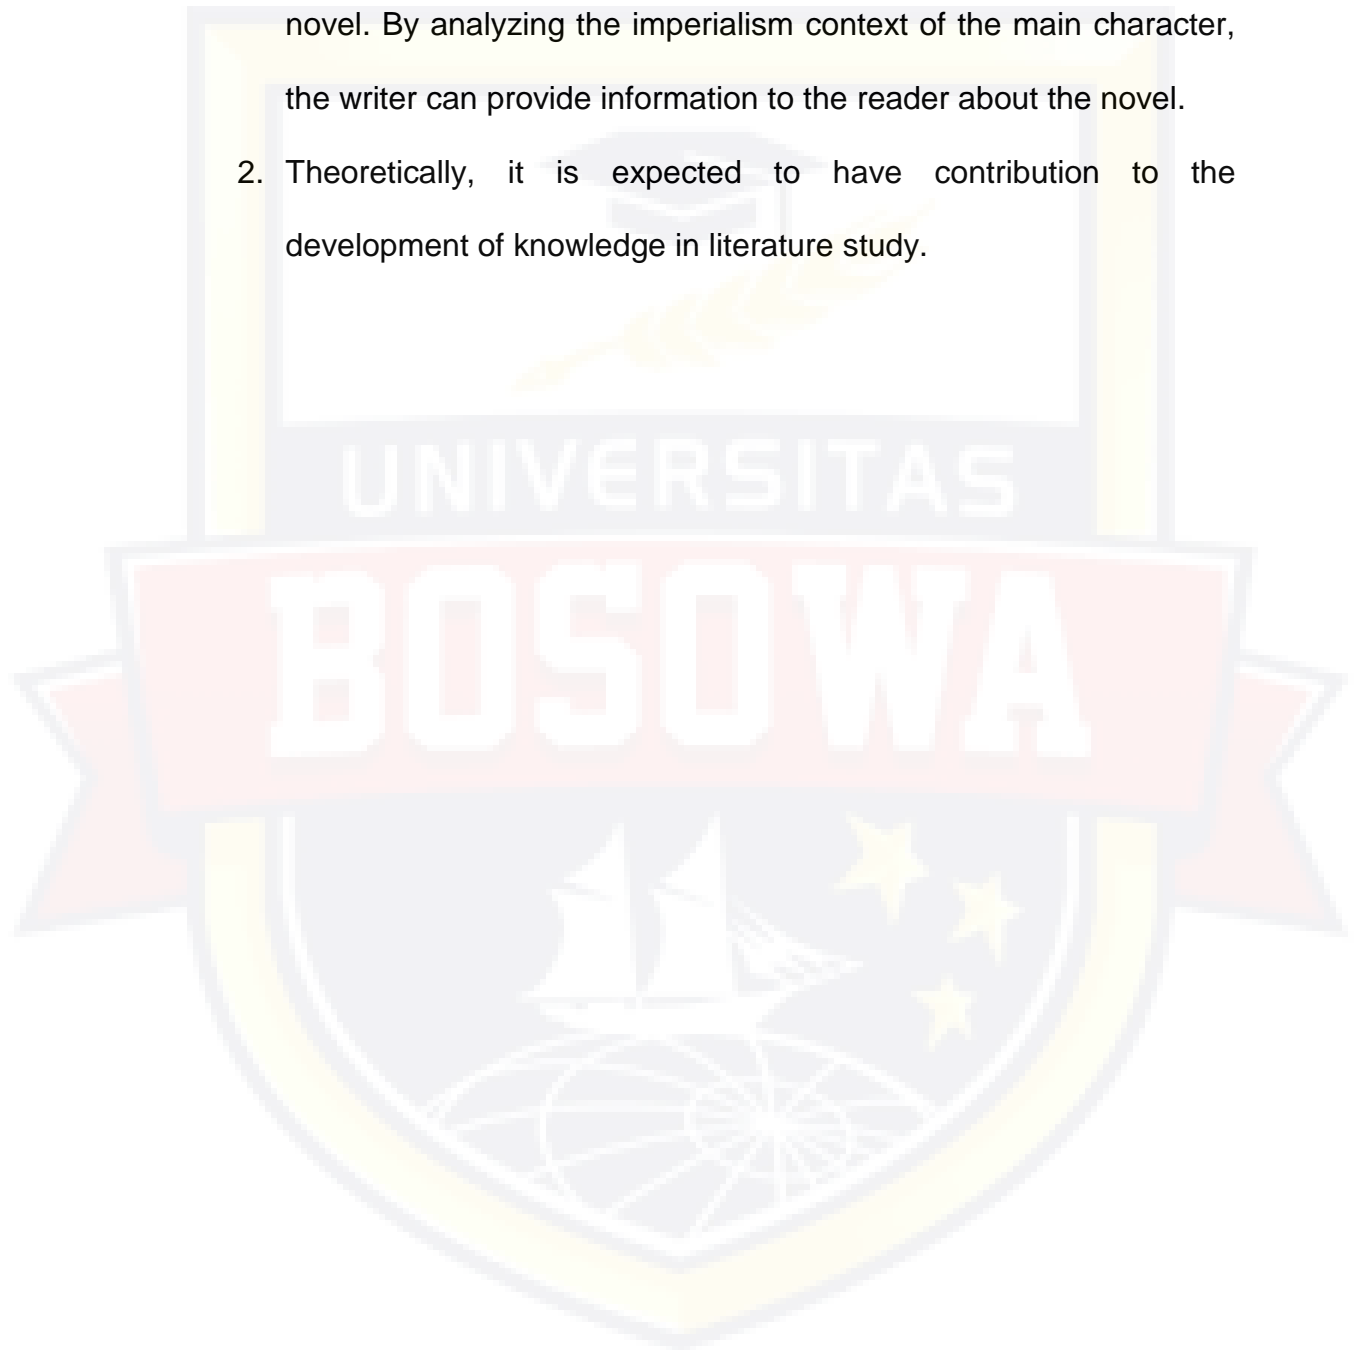 novel. By analyzing the imperialism context of the main character,
the writer can provide information to the reader about the novel.
2. Theoretically, it is expected to have contribution to the
development of knowledge in literature study.
UNIVERSITAS
BOSOWA